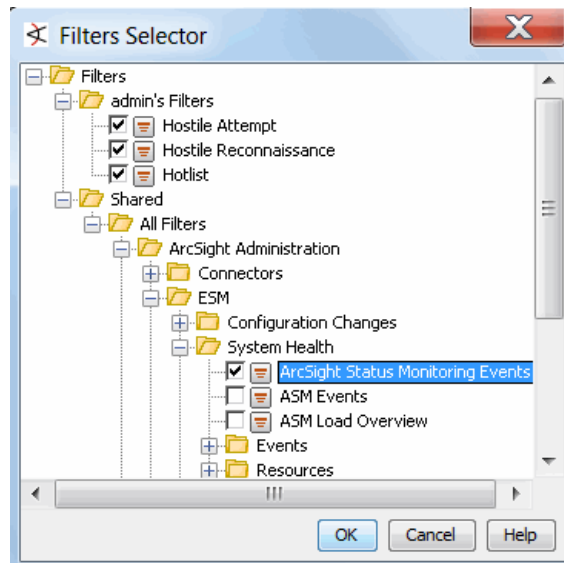 Filters Selector
Filters
admin's Filters
Hostile Attempt
Hostile Reconnaissance
Hotlist
Shared
All Filters
ArcSight Administration
Connectors
ESM
Configuration Changes
System Health
ArcSight Status Monitoring Events
ASM Events
ASM Load Overview
Events
Resources
OK Cancel Help